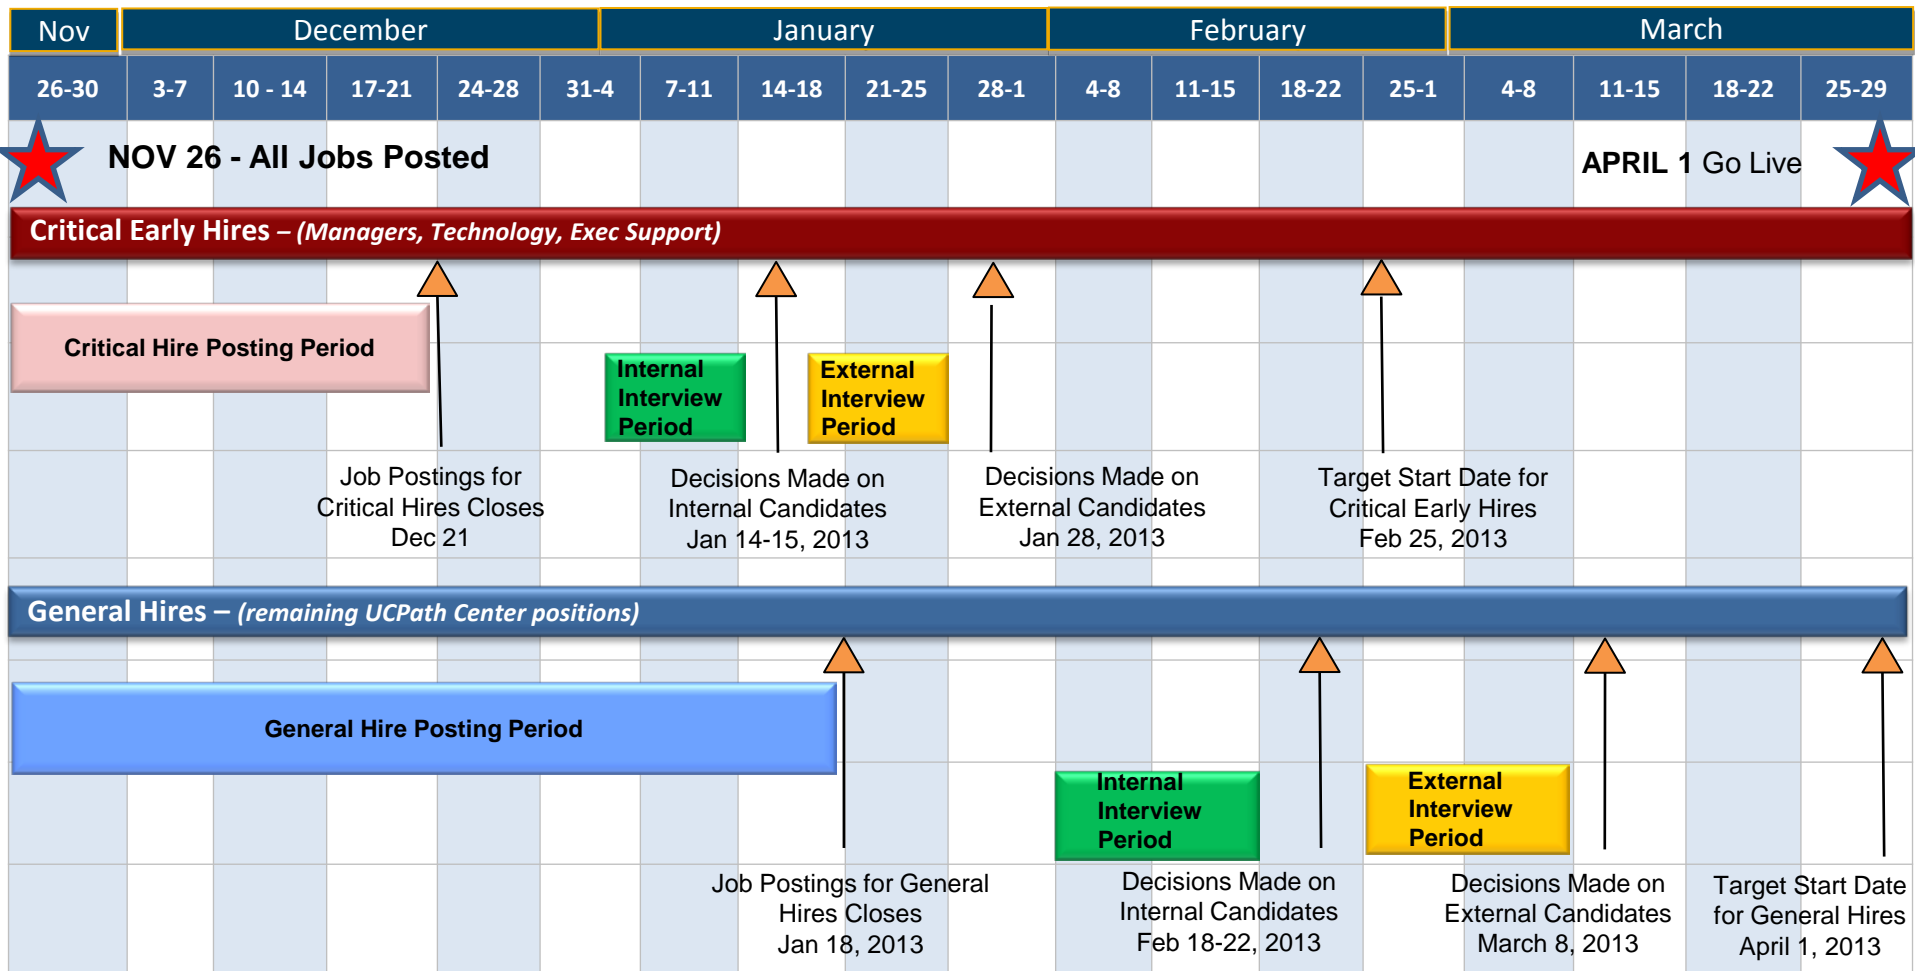 Nov December January February March
26-30 3-7 10 - 14 17-21 24-28 31-4 7-11 14-18 21-25 28-1 4-8 11-15 18-22 25-1 4-8 11-15 18-22 25-29
NOV 26 - All Jobs Posted
APRIL 1 Go Live
Critical Early Hires – (Managers, Technology, Exec Support)
Critical Hire Posting Period
Internal
Interview
Period
External
Interview
Period
Job Postings for
Critical Hires Closes
Dec 21
Decisions Made on
Internal Candidates
Jan 14-15, 2013
Decisions Made on
External Candidates
Jan 28, 2013
Target Start Date for
Critical Early Hires
Feb 25, 2013
General Hires – (remaining UCPath Center positions)
General Hire Posting Period
Internal
Interview
Period
External
Interview
Period
Job Postings for General
Hires Closes
Jan 18, 2013
Decisions Made on
Internal Candidates
Feb 18-22, 2013
Decisions Made on
External Candidates
March 8, 2013
Target Start Date
for General Hires
April 1, 2013